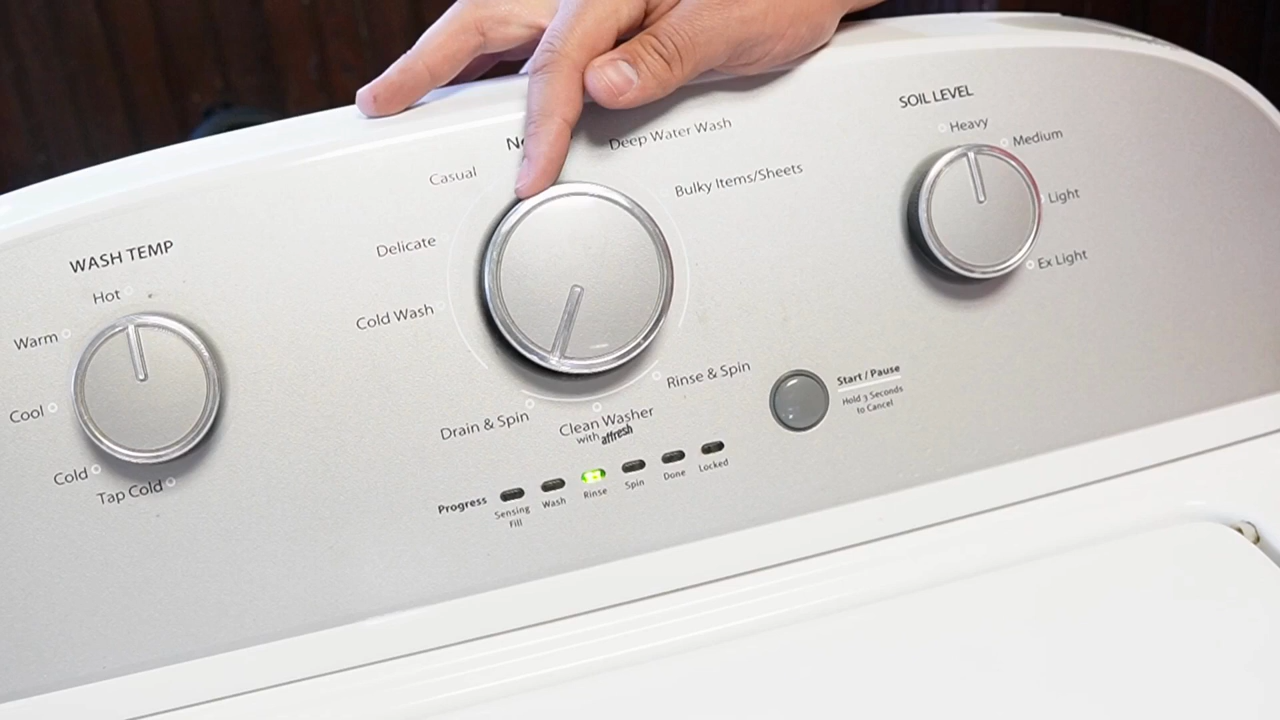 SOIL LEVEL
Heavy
Medium
Light
Ex Light
Deep Water Wash
Bulky Items/Sheets
Casual
Delicate
Cold Wash
Drain & Spin
Clean Washer
with affresh
Rinse & Spin
WASH TEMP
Hot
Warm
Cool
Cold
Tap Cold
Start / Pause
Hold 3 Seconds
to Cancel
Progress
Sensing
Fill
Wash
Rinse
Spin
Done
Locked